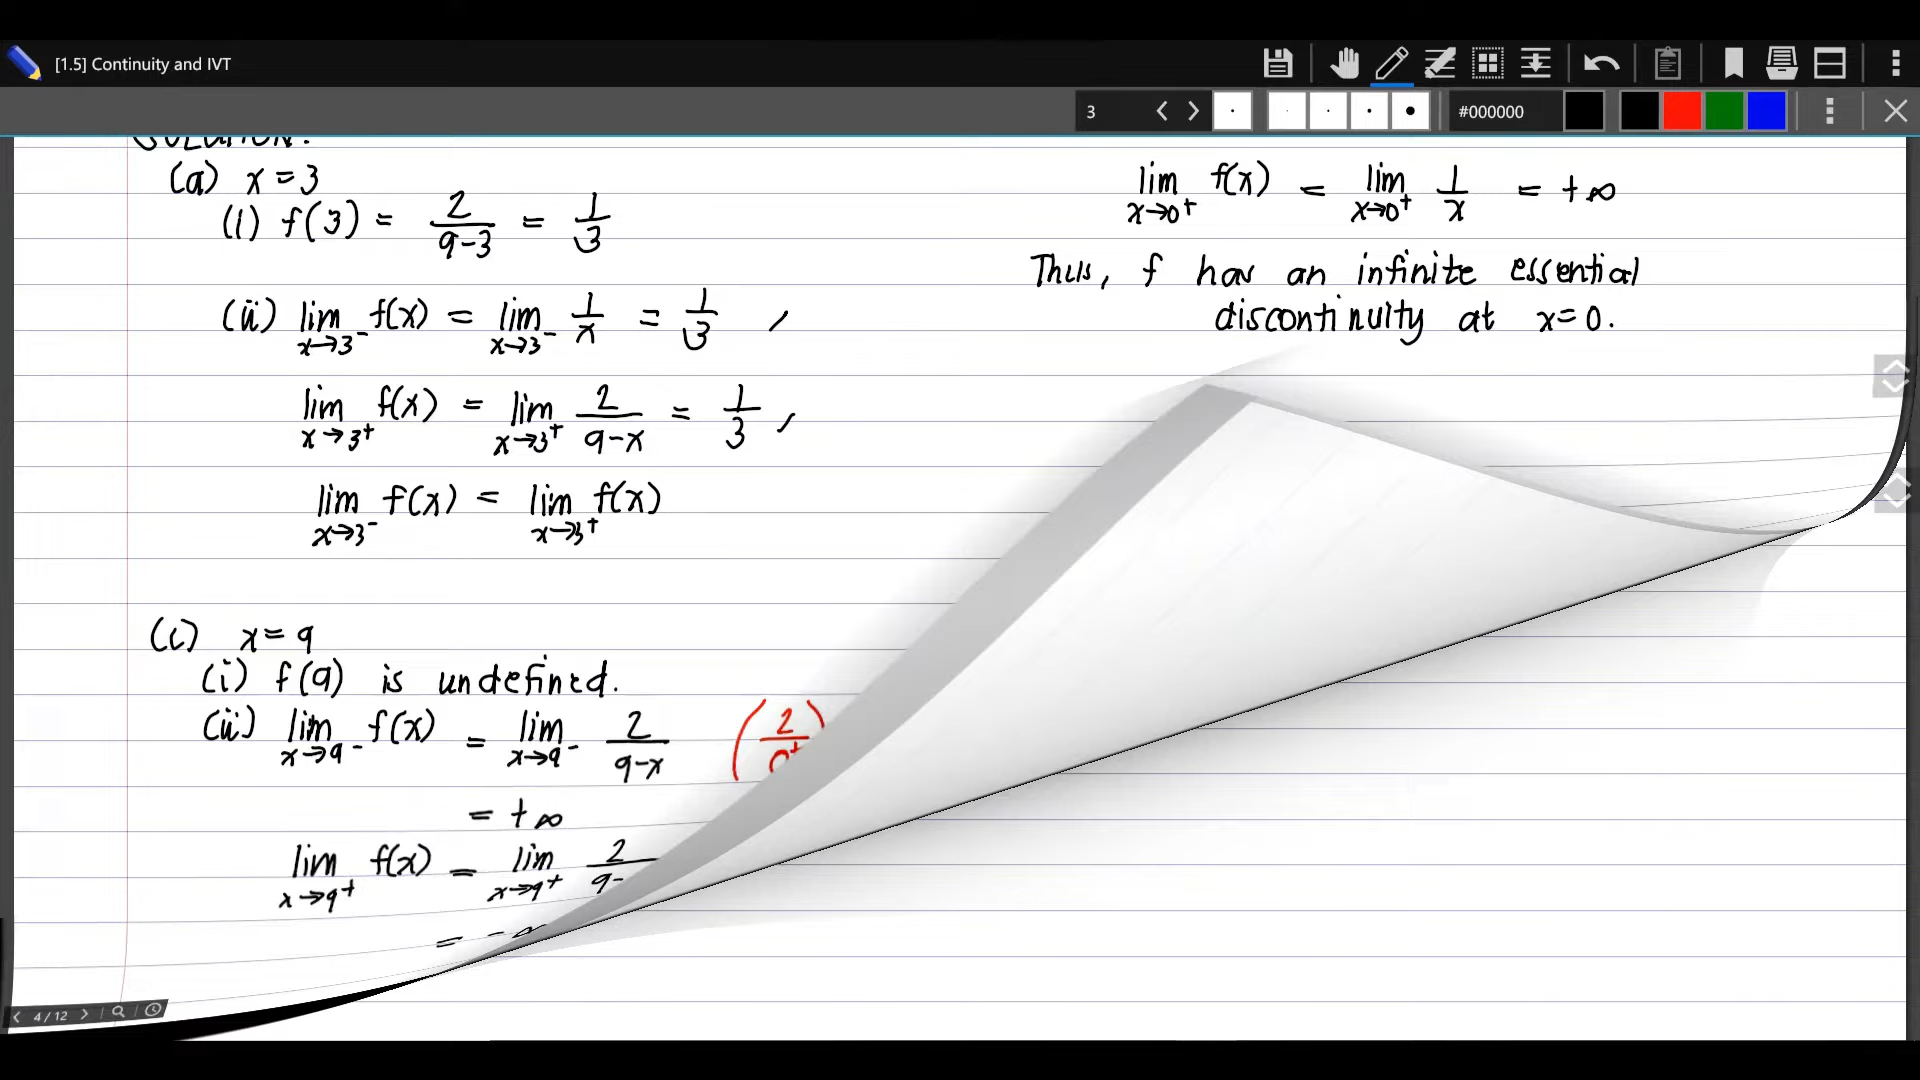 [1.5] Continuity and IVT
3
#000000
SOLUTION:
(a) x = 3
(i) f(3) = 2/(9-3) = 1/3
(ii) lim x→3⁻ f(x) = lim x→3⁻ 1/x = 1/3 ,
lim x→3⁺ f(x) = lim x→3⁺ 2/(9-x) = 1/3 ,
lim x→3⁻ f(x) = lim x→3⁺ f(x)
(c) x = 9
(i) f(9) is undefined.
(ii) lim x→9⁻ f(x) = lim x→9⁻ 2/(9-x) (2/0⁺)
= +∞
lim x→9⁺ f(x) = lim x→9⁺ 2/(9-
= -∞
lim x→0⁺ f(x) = lim x→0⁺ 1/x = +∞
Thus, f has an infinite essential
discontinuity at x=0.
4/12